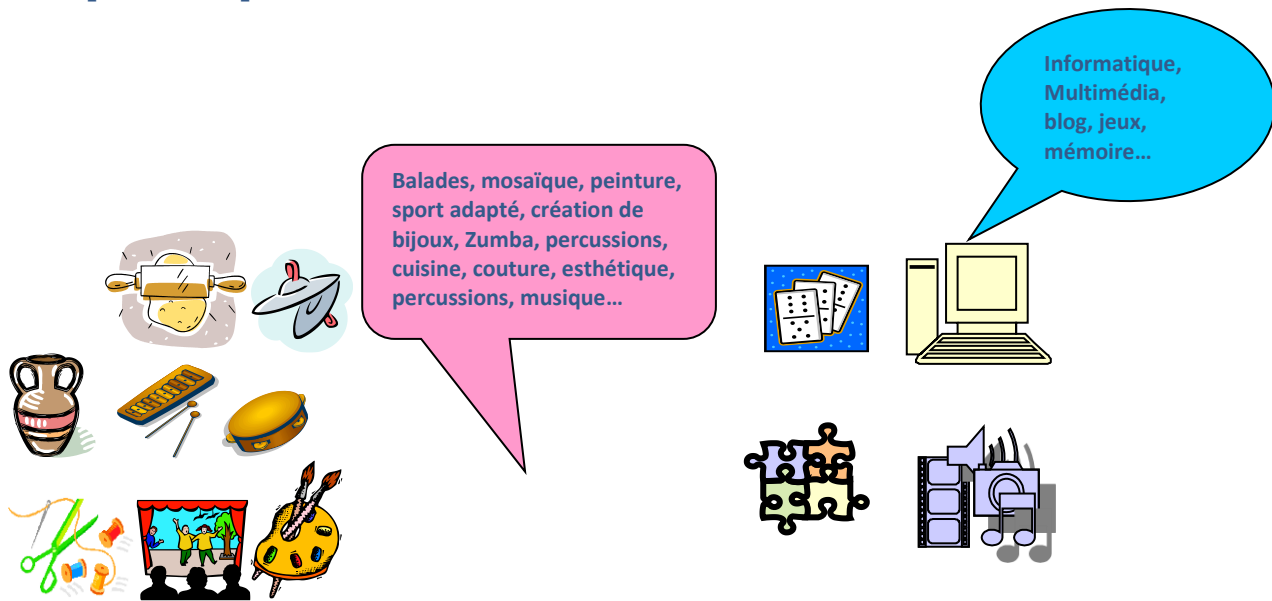 Balades, mosaïque, peinture,
sport adapté, création de
bijoux, Zumba, percussions,
cuisine, couture, esthétique,
percussions, musique…
Informatique,
Multimédia,
blog, jeux,
mémoire…